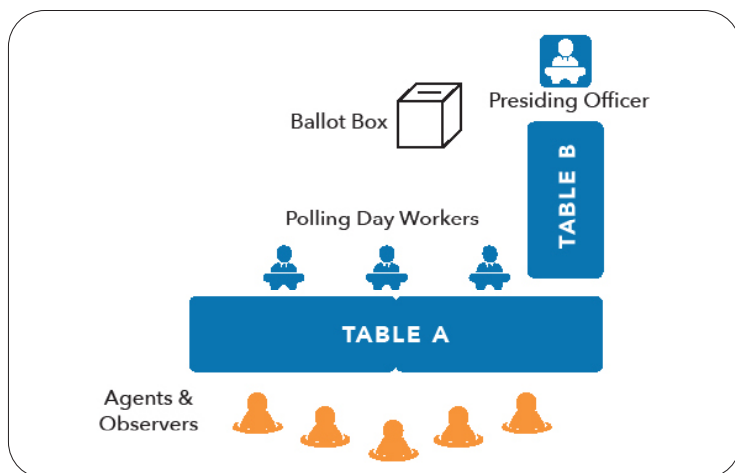 Presiding Officer
Ballot Box
TABLE B
Polling Day Workers
TABLE A
Agents &
Observers